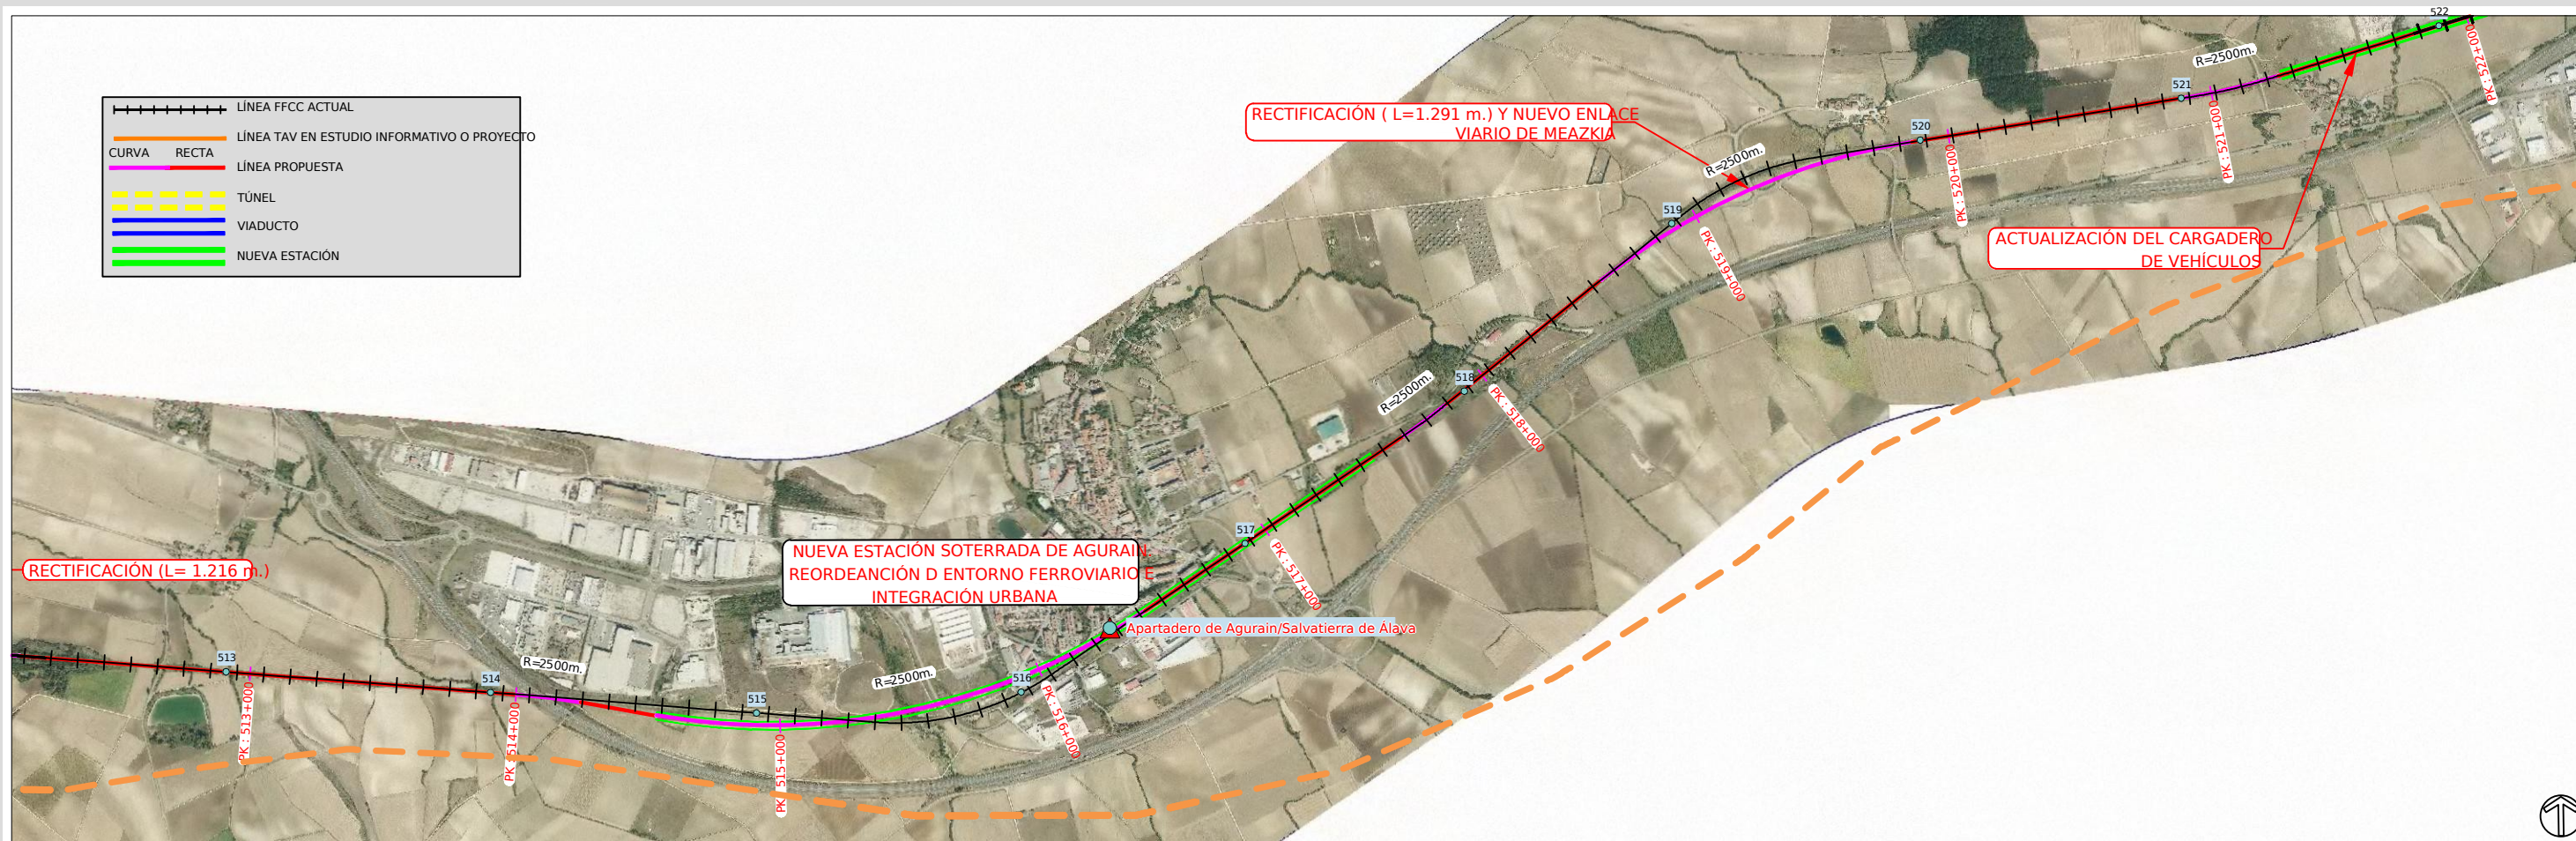 522
R=2500m.
PK : 522+000
521
PK : 521+000
LÍNEA FFCC ACTUAL
LÍNEA TAV EN ESTUDIO INFORMATIVO O PROYECTO
CURVA RECTA
LÍNEA PROPUESTA
TÚNEL
VIADUCTO
NUEVA ESTACIÓN
RECTIFICACIÓN ( L=1.291 m.) Y NUEVO ENLACE
VIARIO DE MEAZKIA
520
PK : 520+000
R=2500m.
519
PK : 519+000
ACTUALIZACIÓN DEL CARGADERO
DE VEHÍCULOS
518
R=2500m.
PK : 518+000
517
PK : 517+000
NUEVA ESTACIÓN SOTERRADA DE AGURAIN,
REORDEANCIÓN D ENTORNO FERROVIARIO E
INTEGRACIÓN URBANA
RECTIFICACIÓN (L= 1.216 m.)
Apartadero de Agurain/Salvatierra de Álava
513
PK : 513+000
514
R=2500m.
PK : 514+000
515
PK : 515+000
R=2500m.
516
PK : 516+000